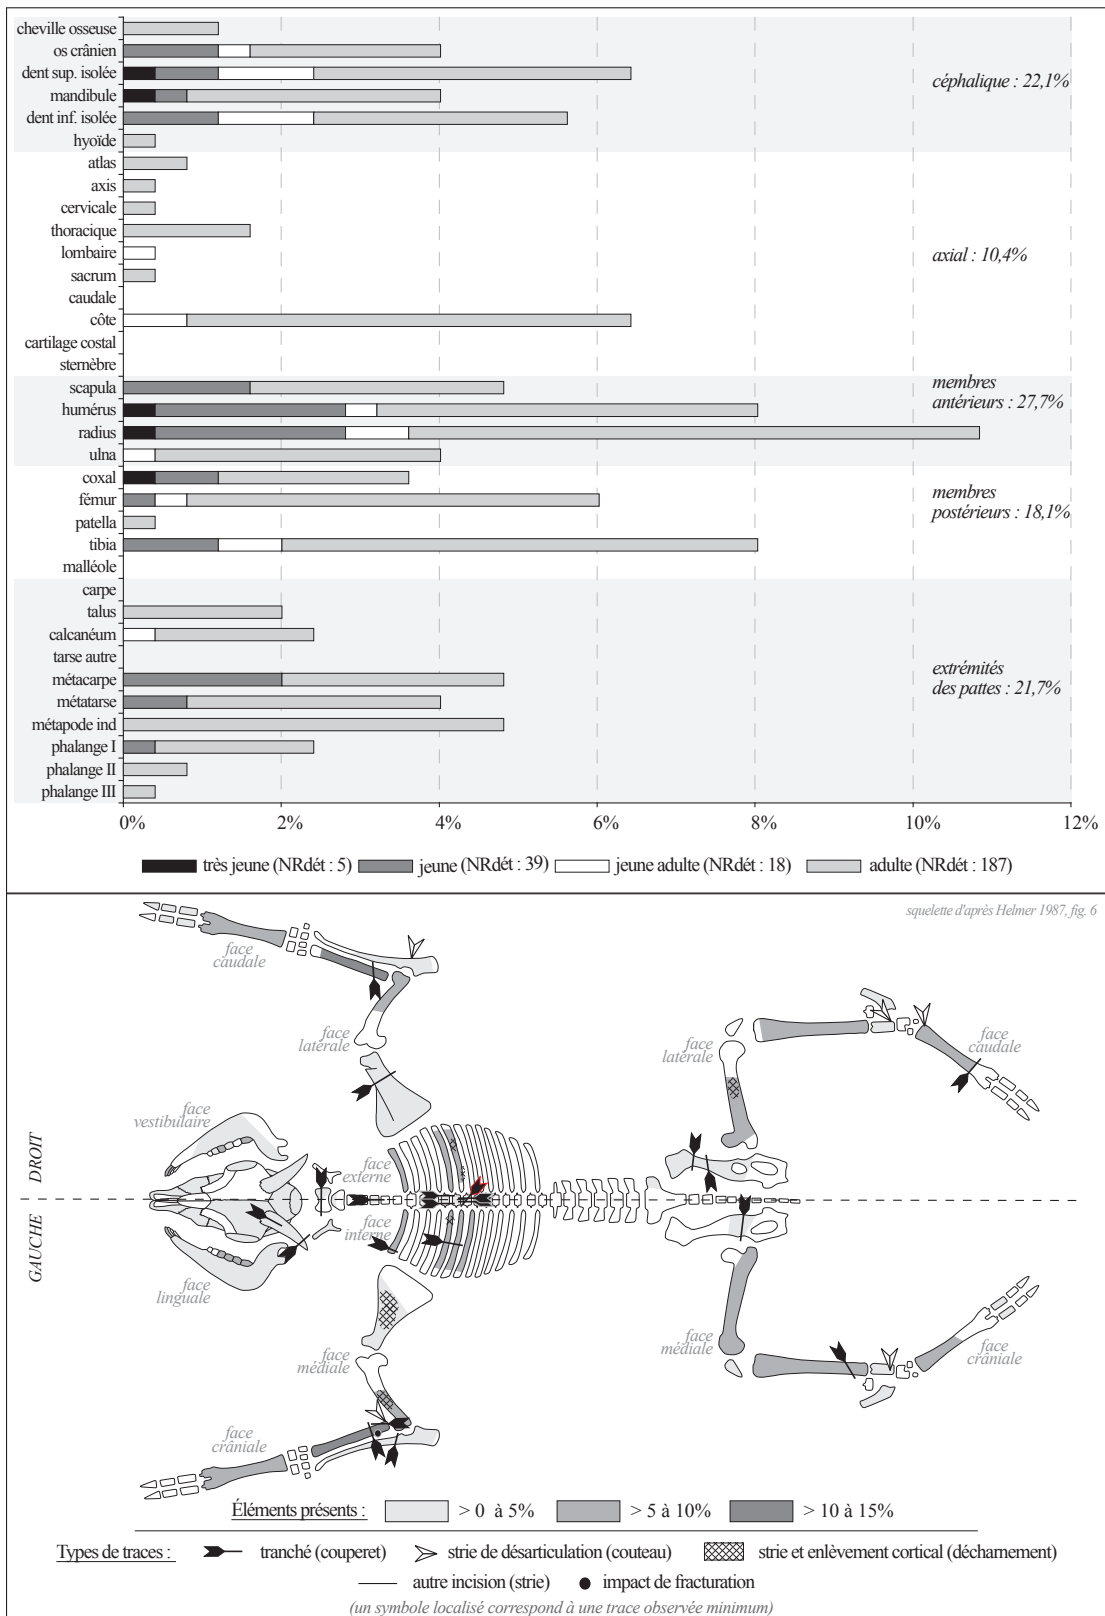 cheville osseuse
os crânien
dent sup. isolée
mandibule
dent inf. isolée
hyoïde
céphalique : 22,1%
atlas
axis
cervicale
thoracique
lombaire
sacrum
caudale
côte
cartilage costal
sternèbre
axial : 10,4%
scapula
humérus
radius
ulna
membres
antérieurs : 27,7%
coxal
fémur
patella
tibia
malléole
membres
postérieurs : 18,1%
carpe
talus
calcanéum
tarse autre
métacarpe
métatarse
métapode ind
phalange I
phalange II
phalange III
extrémités
des pattes : 21,7%
0% 2% 4% 6% 8% 10% 12%
très jeune (NRdét : 5) jeune (NRdét : 39) jeune adulte (NRdét : 18) adulte (NRdét : 187)
squelette d'après Helmer 1987, fig. 6
face
caudale
face
latérale
face
vestibulaire
face
externe
face
latérale
face
caudale
DROIT
GAUCHE
face
interne
face
linguale
face
médiale
face
crâniale
face
médiale
face
crâniale
Éléments présents : > 0 à 5% > 5 à 10% > 10 à 15%
Types de traces : tranché (couperet) strie de désarticulation (couteau) strie et enlèvement cortical (décharnement)
autre incision (strie) impact de fracturation
(un symbole localisé correspond à une trace observée minimum)